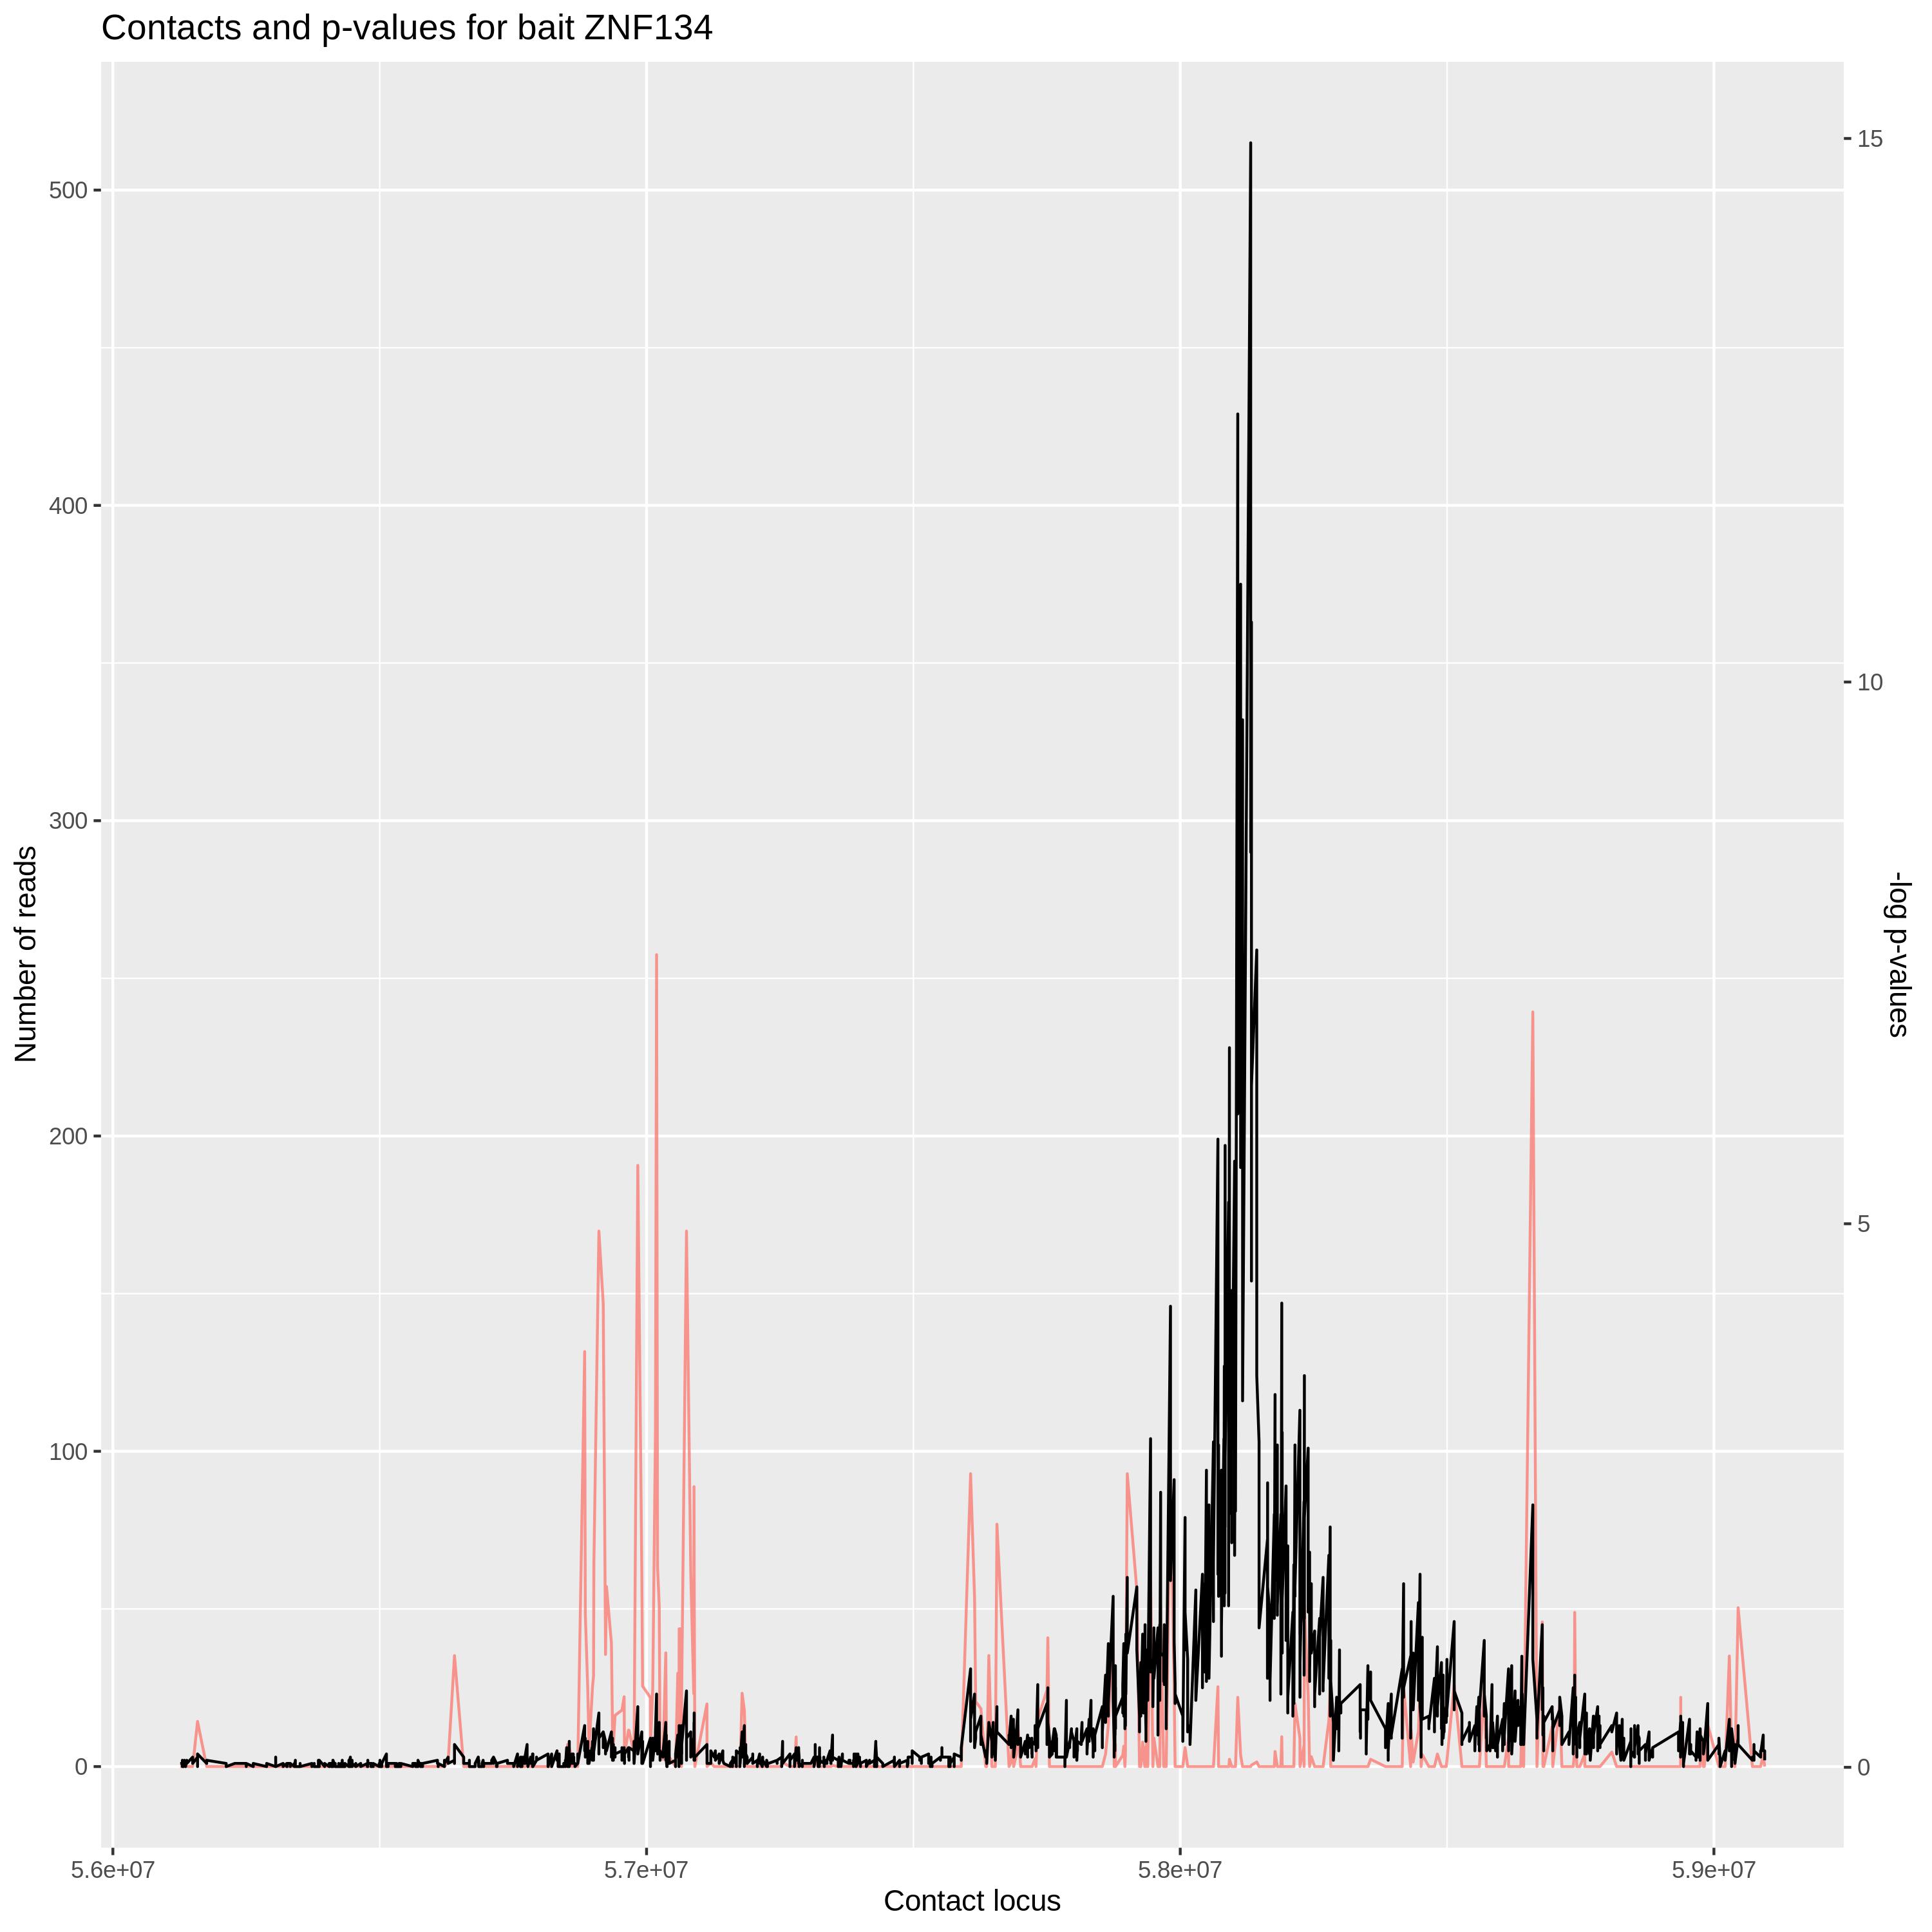 Contacts and p-values for bait ZNF134
500
400
300
200
100
0
Number of reads
15
10
5
0
-log p-values
5.6e+07 5.7e+07 5.8e+07 5.9e+07
Contact locus